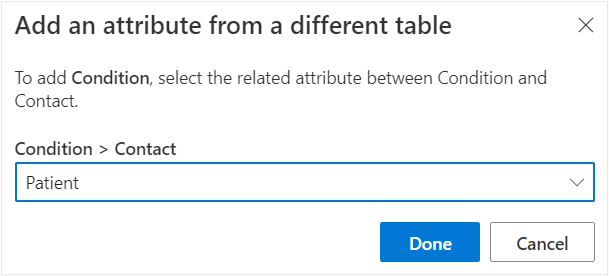 Add an attribute from a different table
To add Condition, select the related attribute between Condition and
Contact.
Condition > Contact
Patient
Done
Cancel